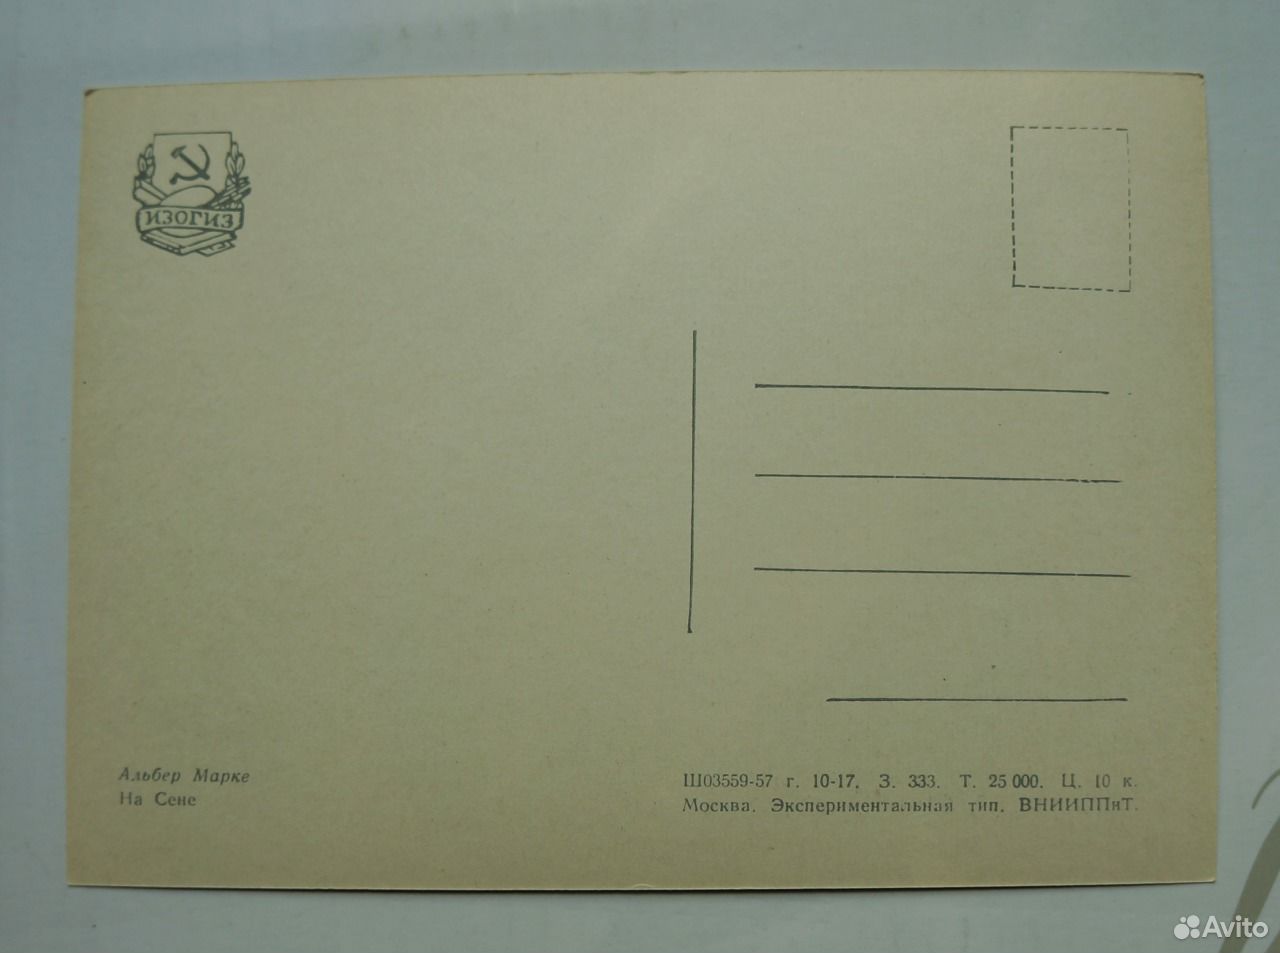 ИЗОГИЗ
Альбер Марке
На Сене
Ш03559-57 г. 10-17. З. 333. Т. 25 000. Ц. 10 к.
Москва. Экспериментальная тип. ВНИИППиТ.
Avito